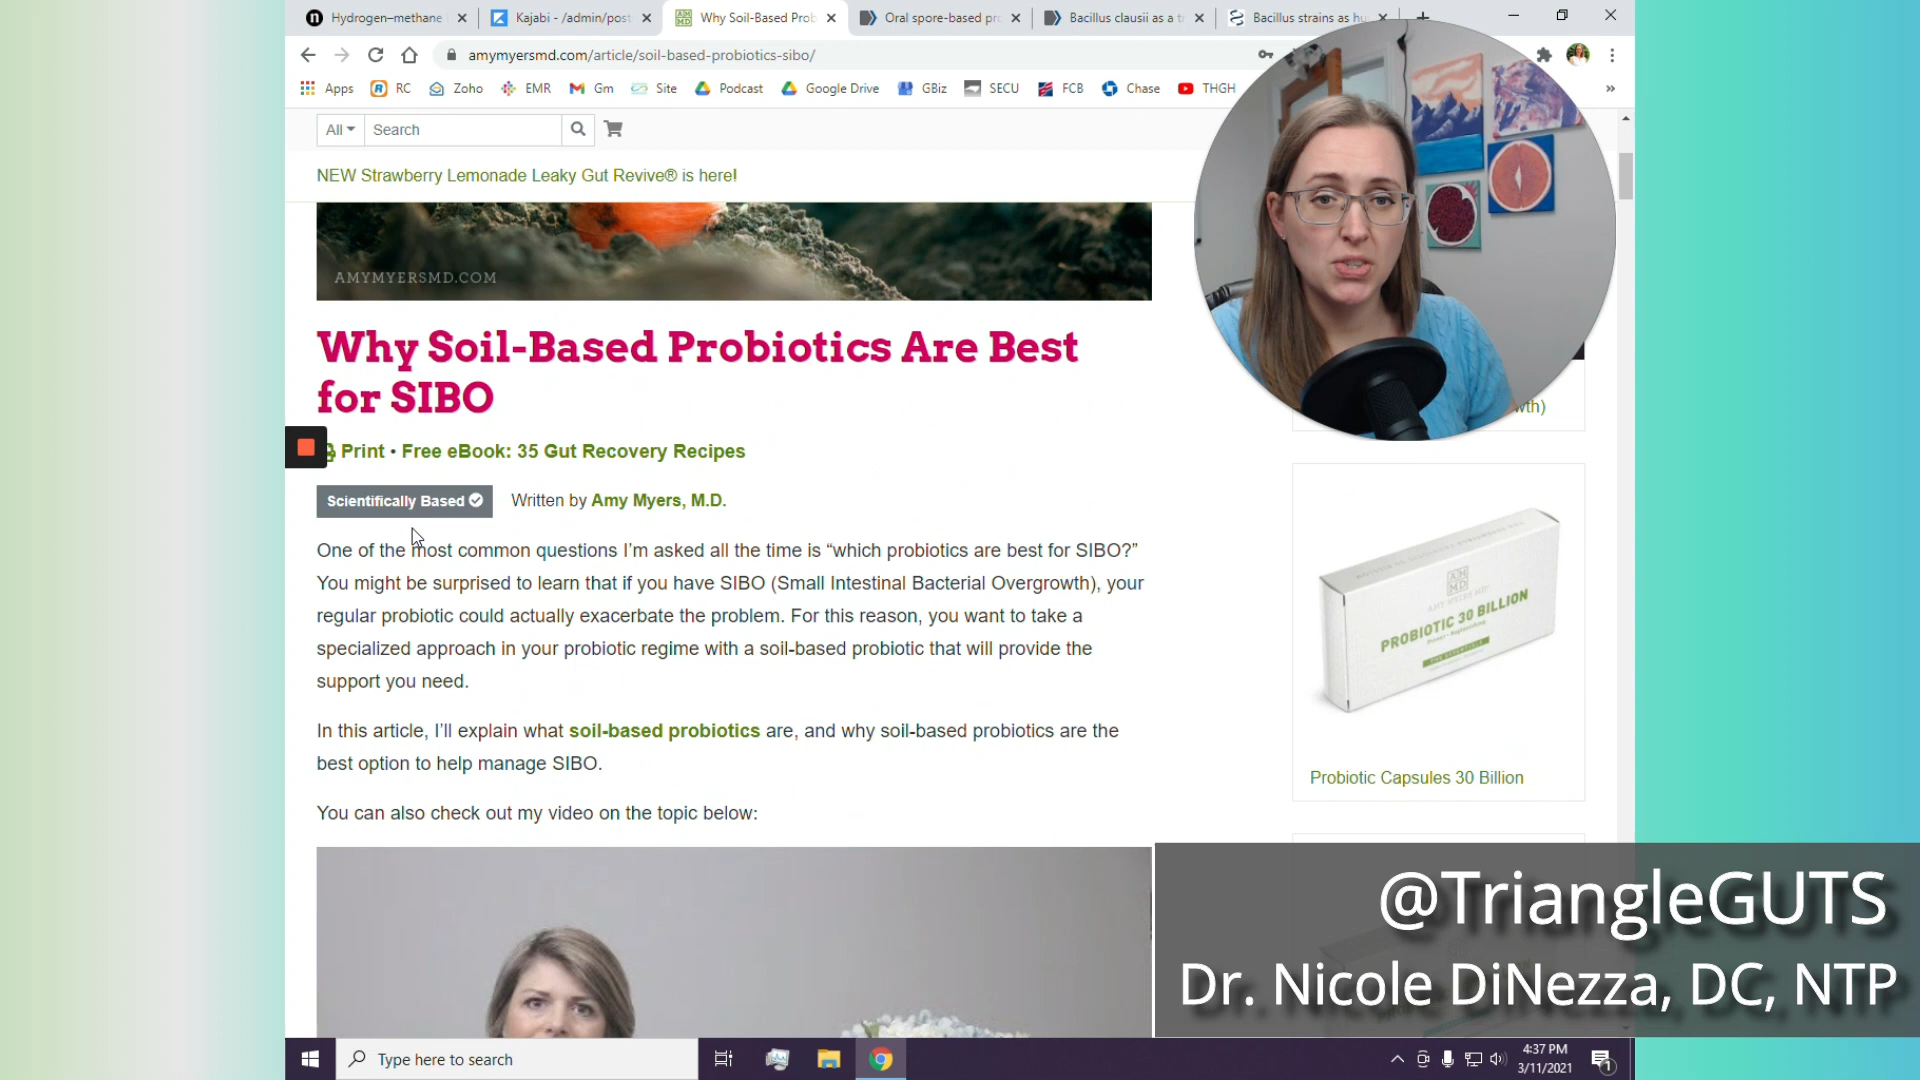 Hydrogen–methane
Kajabi - /admin/post
Why Soil-Based Prob
Oral spore-based pr
Bacillus clausii as a t
Bacillus strains as hu
amymyersmd.com/article/soil-based-probiotics-sibo/
Apps
RC
Zoho
EMR
Gm
Site
Podcast
Google Drive
GBiz
SECU
FCB
Chase
THGH
»
All
Search
NEW Strawberry Lemonade Leaky Gut Revive® is here!
AMYMYERSMD.COM
Why Soil-Based Probiotics Are Best
for SIBO
Print • Free eBook: 35 Gut Recovery Recipes
Scientifically Based
Written by Amy Myers, M.D.
One of the most common questions I’m asked all the time is “which probiotics are best for SIBO?”
You might be surprised to learn that if you have SIBO (Small Intestinal Bacterial Overgrowth), your
regular probiotic could actually exacerbate the problem. For this reason, you want to take a
specialized approach in your probiotic regime with a soil-based probiotic that will provide the
support you need.
In this article, I’ll explain what soil-based probiotics are, and why soil-based probiotics are the
best option to help manage SIBO.
You can also check out my video on the topic below:
wth)
AMY MYERS MD
PROBIOTIC 30 BILLION
Probiotic Capsules 30 Billion
@TriangleGUTS
Dr. Nicole DiNezza, DC, NTP
Type here to search
4:37 PM
3/11/2021
1